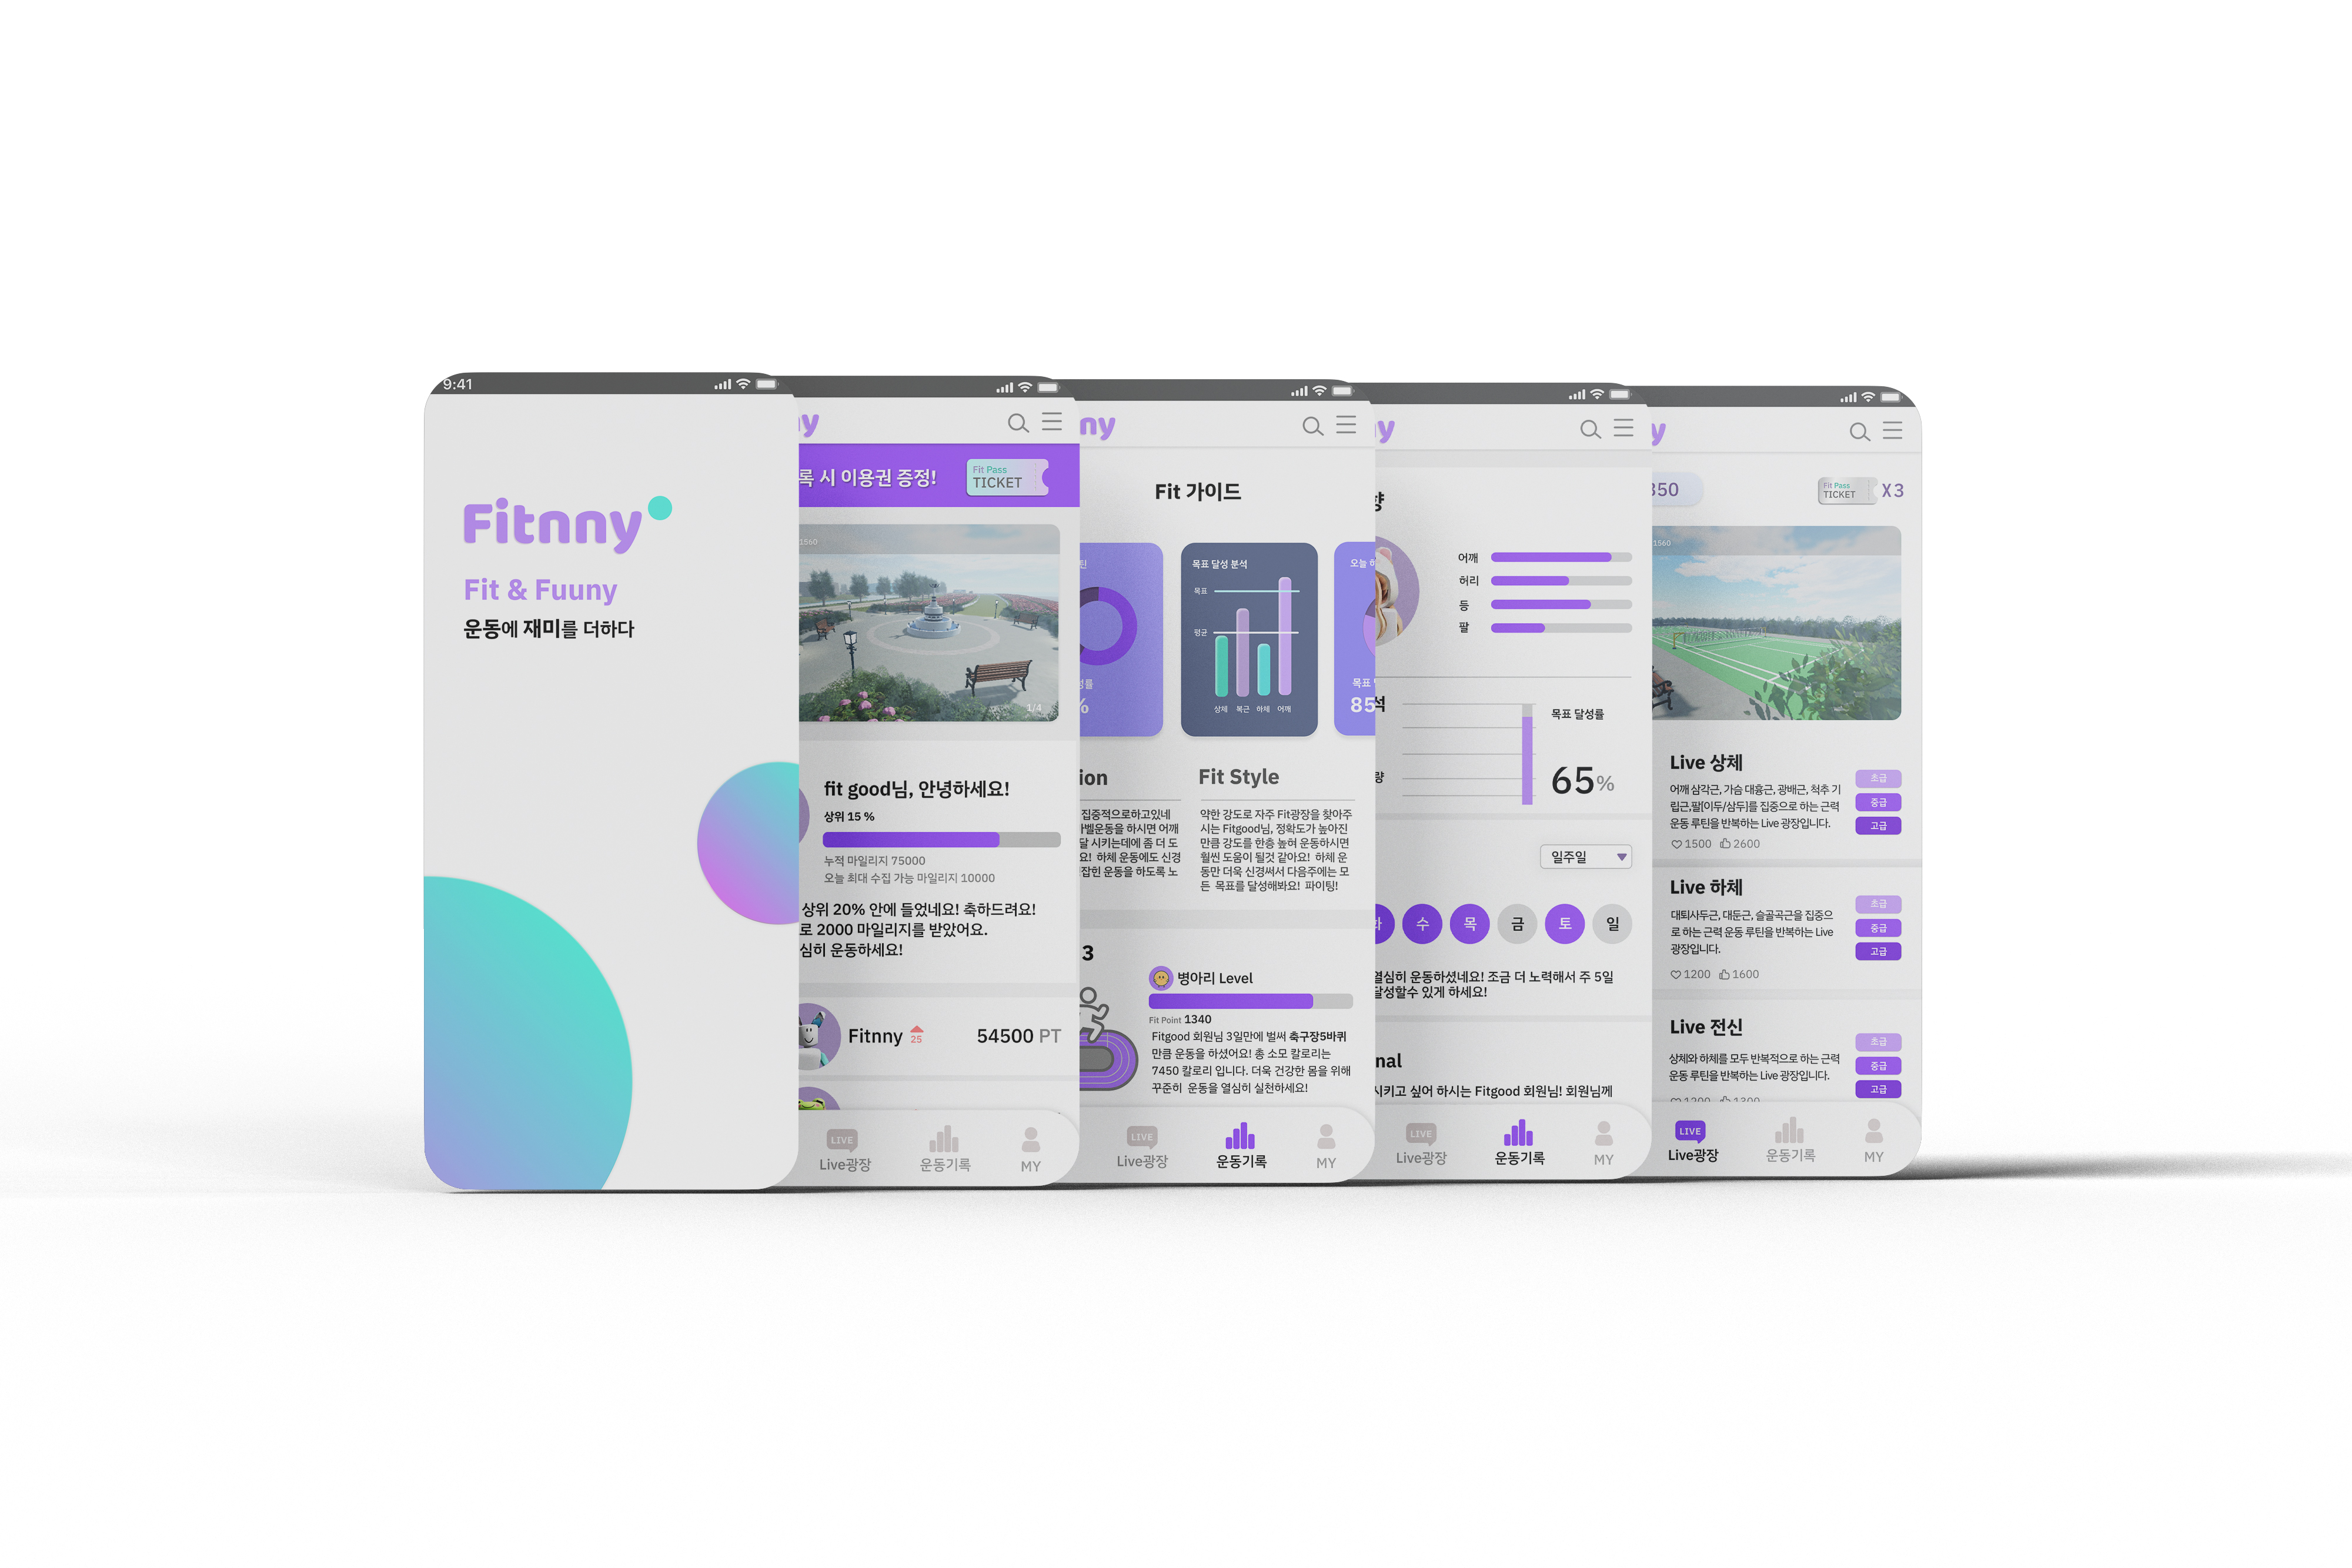 9:41
Fitnny
Fit & Fuuny
운동에 재미를 더하다
ny
록 시 이용권 증정!
Fit Pass
TICKET
1560
1/4
fit good님, 안녕하세요!
상위 15 %
누적 마일리지 75000
오늘 최대 수집 가능 마일리지 10000
상위 20% 안에 들었네요! 축하드려요!
로 2000 마일리지를 받았어요.
심히 운동하세요!
Fitnny 25 54500 PT
Live광장 운동기록 MY
LIVE
nny
Fit 가이드
틴
성률
%
목표 달성 분석
목표
평균
상체 복근 하체 어깨
오늘 하
목표
85
ion
집중적으로하고있네
바벨운동을 하시면 어깨
달 시키는데에 좀 더 도
요! 하체 운동에도 신경
잡힌 운동을 하도록 노
Fit Style
약한 강도로 자주 Fit광장을 찾아주
시는 Fitgood님, 정확도가 높아진
만큼 강도를 한층 높혀 운동하시면
훨씬 도움이 될것 같아요! 하체 운
동만 더욱 신경써서 다음주에는 모
든 목표를 달성해봐요! 파이팅!
3
병아리 Level
Fit Point 1340
Fitgood 회원님 3일만에 벌써 축구장5바퀴
만큼 운동을 하셨어요! 총 소모 칼로리는
7450 칼로리 입니다. 더욱 건강한 몸을 위해
꾸준히 운동을 열심히 실천하세요!
LIVE
Live광장 운동기록 MY
y
향
어깨
허리
등
팔
석
목표 달성률
량
65%
일주일
화 수 목 금 토 일
열심히 운동하셨네요! 조금 더 노력해서 주 5일
달성할수 있게 하세요!
nal
시키고 싶어 하시는 Fitgood 회원님! 회원님께
LIVE
Live광장 운동기록 MY
y
350
Fit Pass
TICKET
X3
1560
Live 상체
어깨 삼각근, 가슴 대흉근, 광배근, 척추 기
립근,팔[이두/삼두]를 집중으로 하는 근력
운동 루틴을 반복하는 Live 광장입니다.
1500 2600
초급
중급
고급
Live 하체
대퇴사두근, 대둔근, 슬골곡근을 집중으
로 하는 근력 운동 루틴을 반복하는 Live
광장입니다.
1200 1600
초급
중급
고급
Live 전신
상체와 하체를 모두 반복적으로 하는 근력
운동 루틴을 반복하는 Live 광장입니다.
1200 1300
초급
중급
고급
LIVE
Live광장 운동기록 MY